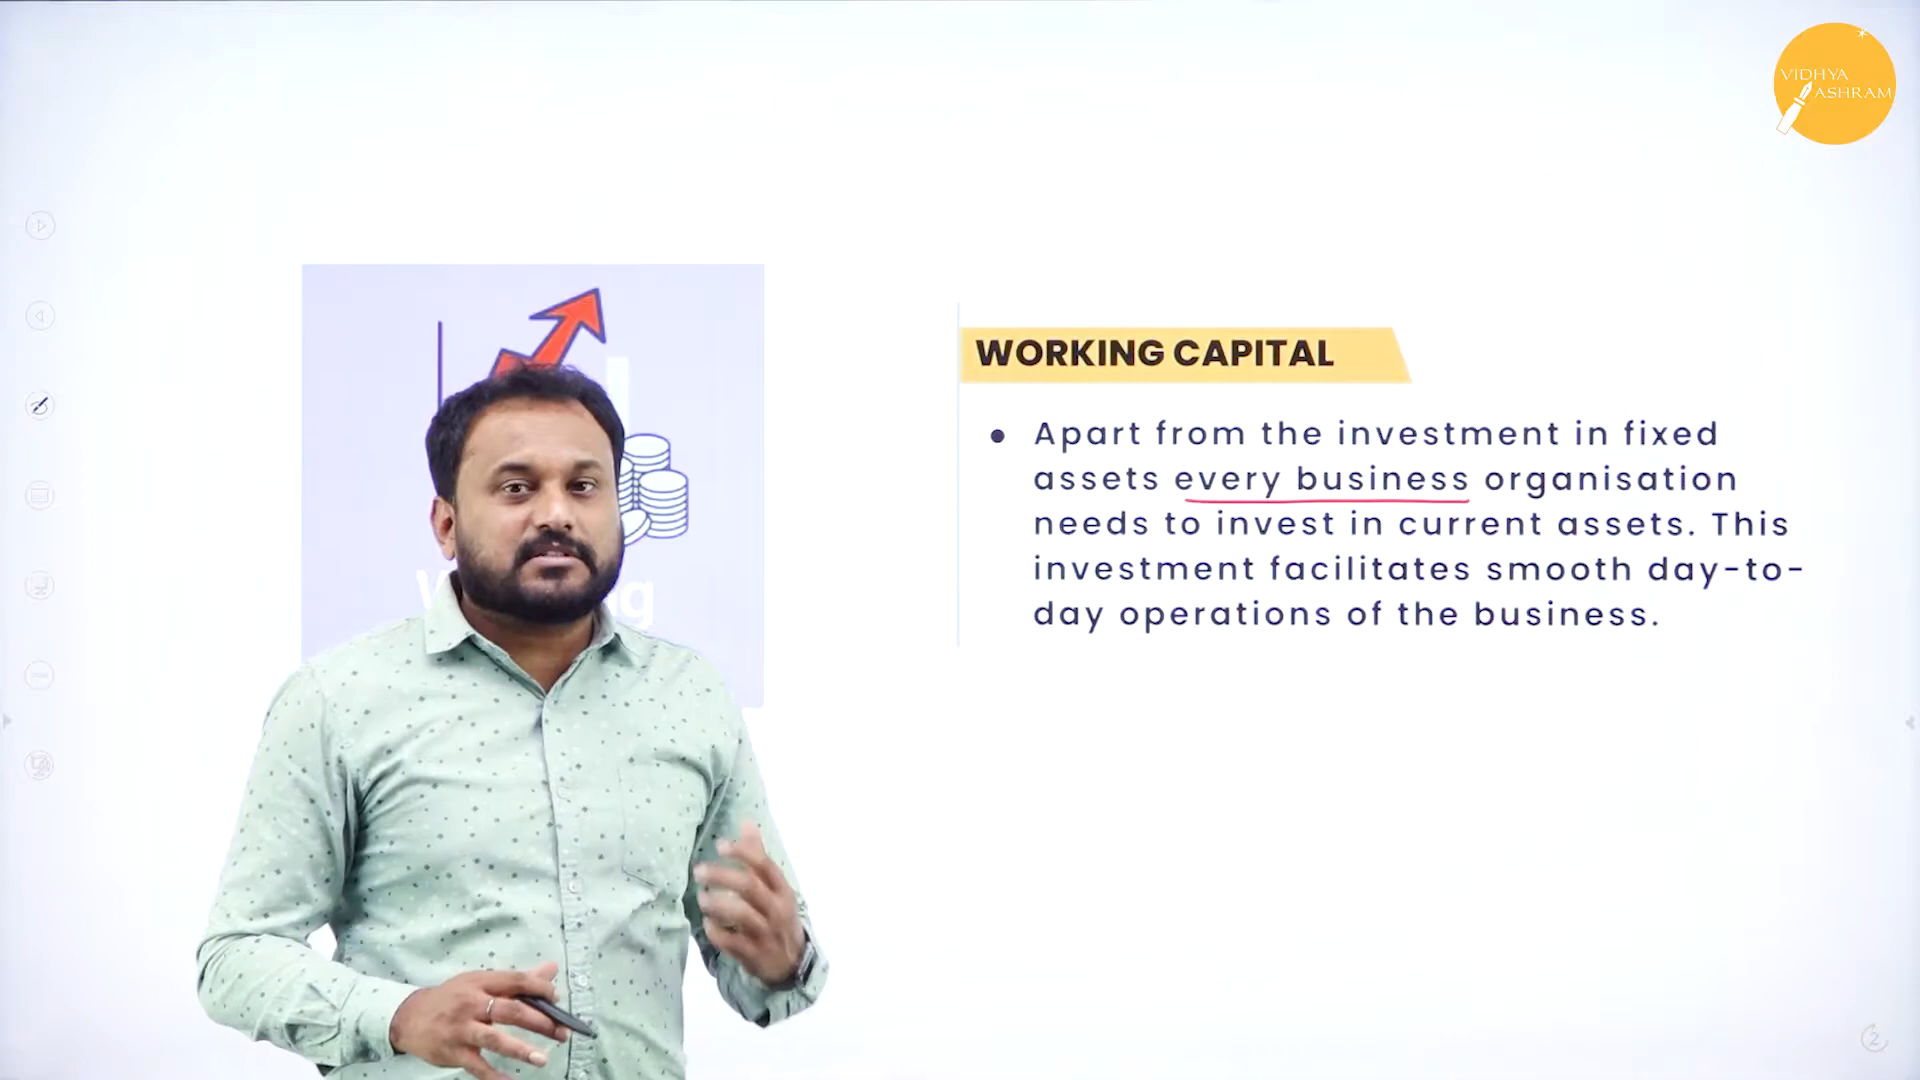 VIDHYA
ASHRAM
WORKING CAPITAL
• Apart from the investment in fixed
assets every business organisation
needs to invest in current assets. This
investment facilitates smooth day-to-
day operations of the business.
2